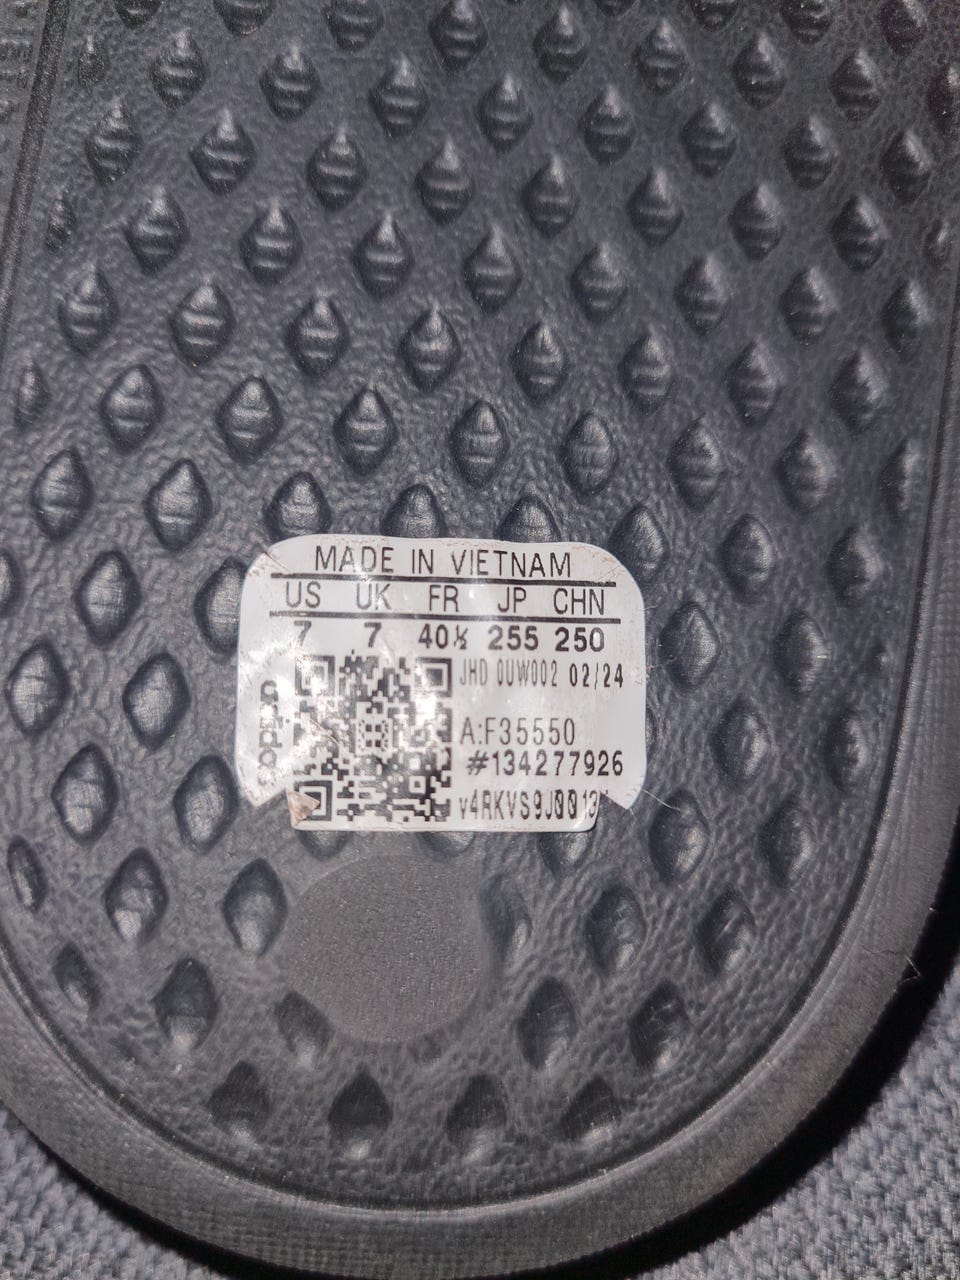 MADE IN VIETNAM
US UK FR JP CHN
7 7 40½ 255 250
JHD 0UW002 02/24
A:F35550
#134277926